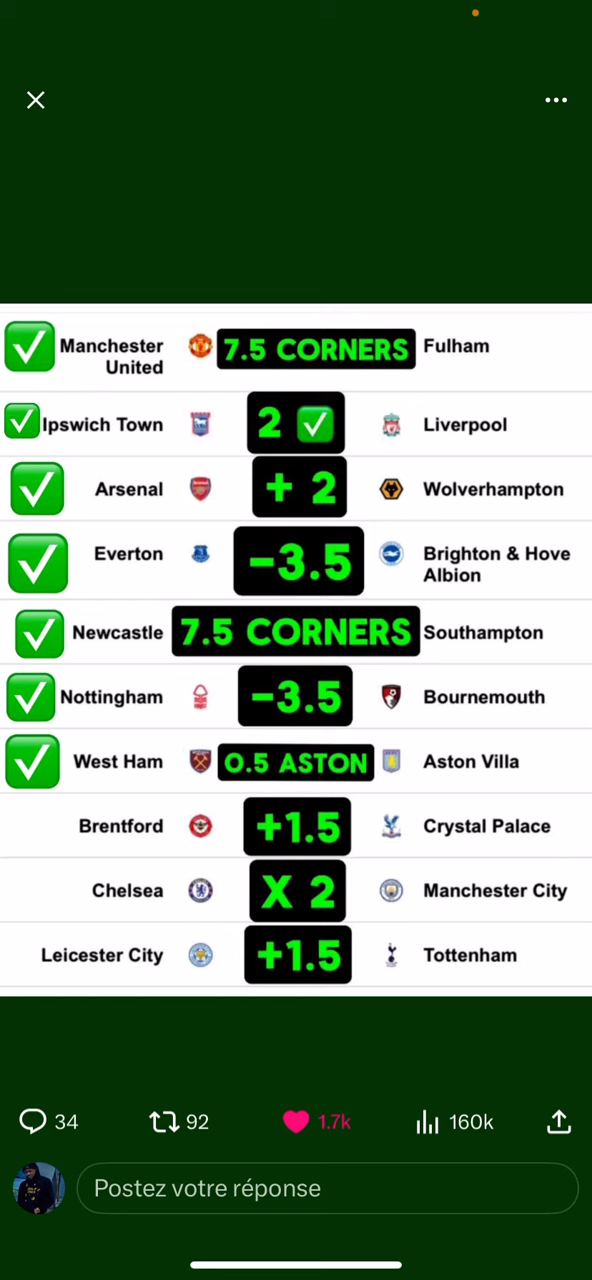 Manchester United 7.5 CORNERS Fulham
Ipswich Town 2 Liverpool
Arsenal + 2 Wolverhampton
Everton -3.5 Brighton & Hove Albion
Newcastle 7.5 CORNERS Southampton
Nottingham -3.5 Bournemouth
West Ham 0.5 ASTON Aston Villa
Brentford +1.5 Crystal Palace
Chelsea X 2 Manchester City
Leicester City +1.5 Tottenham
34 92 1.7k 160k
Postez votre réponse